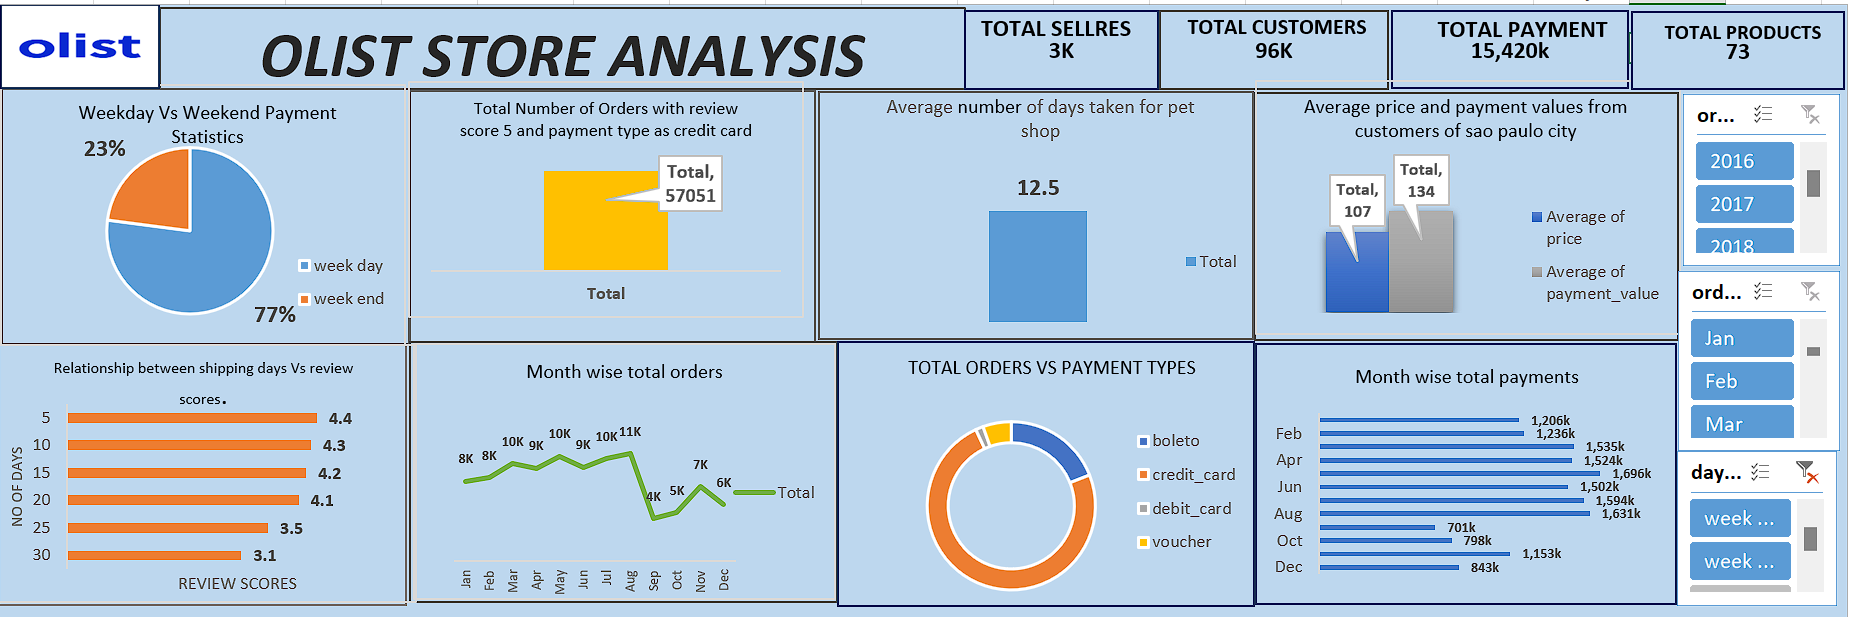 olist
OLIST STORE ANALYSIS
TOTAL SELLRES
3K
TOTAL CUSTOMERS
96K
TOTAL PAYMENT
15,420k
TOTAL PRODUCTS
73
Weekday Vs Weekend Payment
Statistics
23%
77%
week day
week end
Total Number of Orders with review
score 5 and payment type as credit card
Total,
57051
Total
Average number of days taken for pet
shop
12.5
Total
Average price and payment values from
customers of sao paulo city
Total,
107
Total,
134
Average of
price
Average of
payment_value
or...
2016
2017
2018
ord...
Jan
Feb
Mar
day...
week ...
week ...
Relationship between shipping days Vs review
scores.
NO OF DAYS
5 4.4
10 4.3
15 4.2
20 4.1
25 3.5
30 3.1
REVIEW SCORES
Month wise total orders
8K 8K 10K 9K 10K 9K 10K 11K 4K 5K 7K 6K
Total
Jan Feb Mar Apr May Jun Jul Aug Sep Oct Nov Dec
TOTAL ORDERS VS PAYMENT TYPES
boleto
credit_card
debit_card
voucher
Month wise total payments
1,206k
Feb 1,236k
1,535k
Apr 1,524k
1,696k
Jun 1,502k
1,594k
Aug 1,631k
701k
Oct 798k
1,153k
Dec 843k